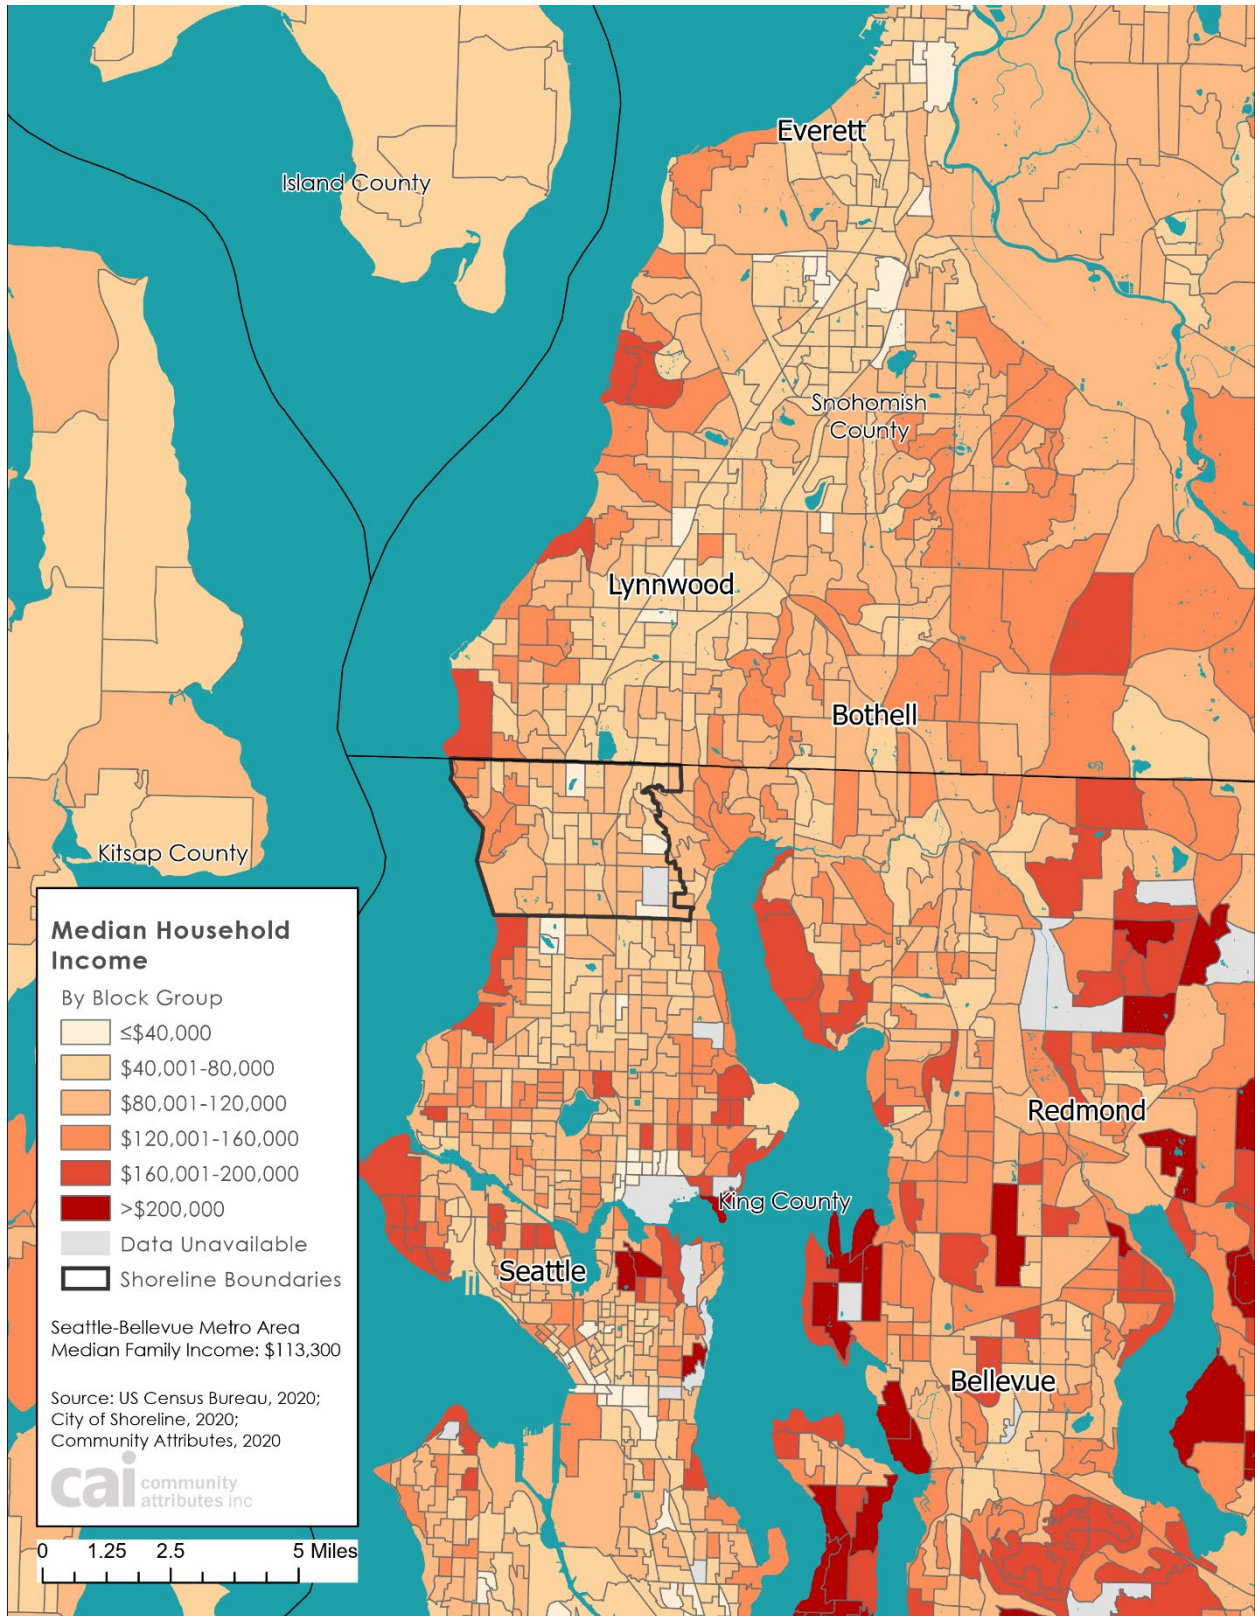 Everett
Island County
Snohomish
County
Lynnwood
Bothell
Kitsap County
Redmond
King County
Seattle
Bellevue
Median Household
Income
By Block Group
≤$40,000
$40,001-80,000
$80,001-120,000
$120,001-160,000
$160,001-200,000
>$200,000
Data Unavailable
Shoreline Boundaries
Seattle-Bellevue Metro Area
Median Family Income: $113,300
Source: US Census Bureau, 2020;
City of Shoreline, 2020;
Community Attributes, 2020
cai community
attributes inc
0 1.25 2.5 5 Miles